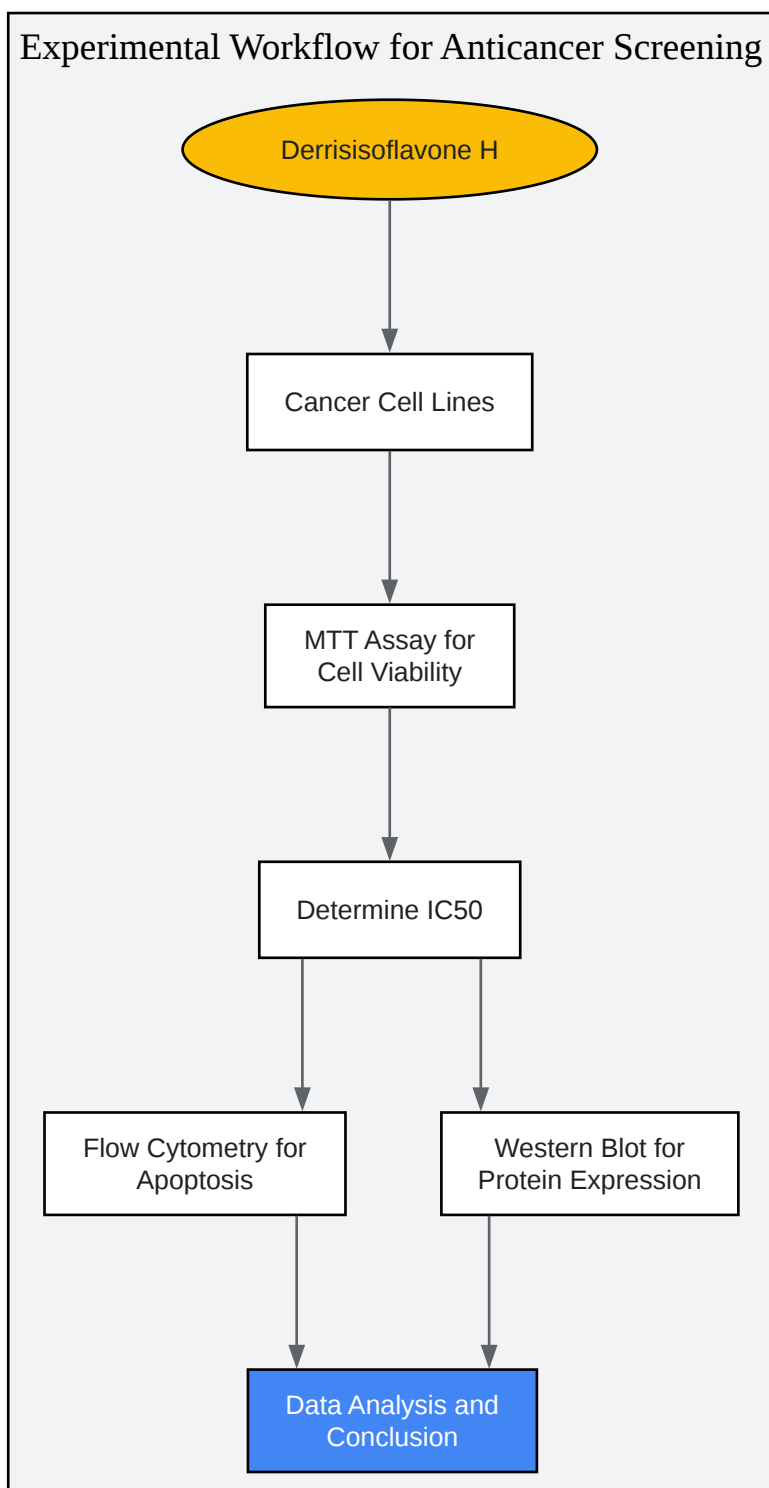 Experimental Workflow for Anticancer Screening
Derrisisoflavone H
Cancer Cell Lines
MTT Assay for
Cell Viability
Determine IC50
Flow Cytometry for
Apoptosis
Western Blot for
Protein Expression
Data Analysis and
Conclusion